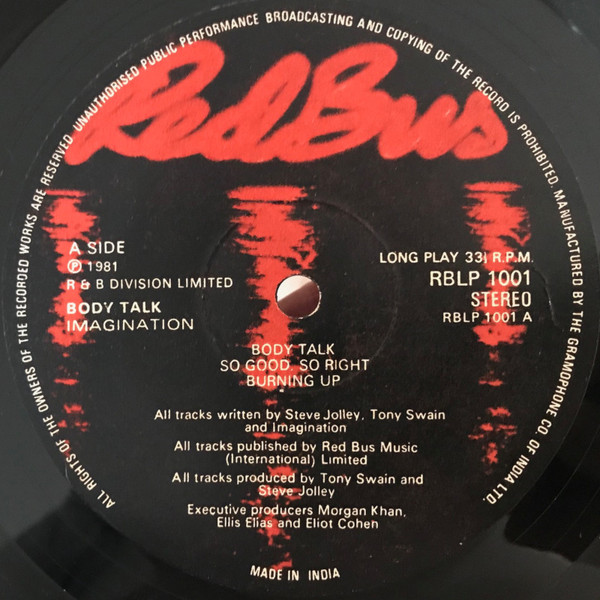 ALL RIGHTS OF THE OWNERS OF THE RECORDED WORKS ARE RESERVED. UNAUTHORISED PUBLIC PERFORMANCE BROADCASTING AND COPYING OF THE RECORD IS PROHIBITED. MANUFACTURED BY THE GRAMOPHONE CO OF INDIA LTD.
Red Bus
A SIDE
℗ 1981
R & B DIVISION LIMITED
BODY TALK
IMAGINATION
LONG PLAY 33⅓ R.P.M.
RBLP 1001
STEREO
RBLP 1001 A
BODY TALK
SO GOOD, SO RIGHT
BURNING UP
All tracks written by Steve Jolley, Tony Swain
and Imagination
All tracks published by Red Bus Music
(International) Limited
All tracks produced by Tony Swain and
Steve Jolley
Executive producers Morgan Khan,
Ellis Elias and Eliot Cohen
MADE IN INDIA